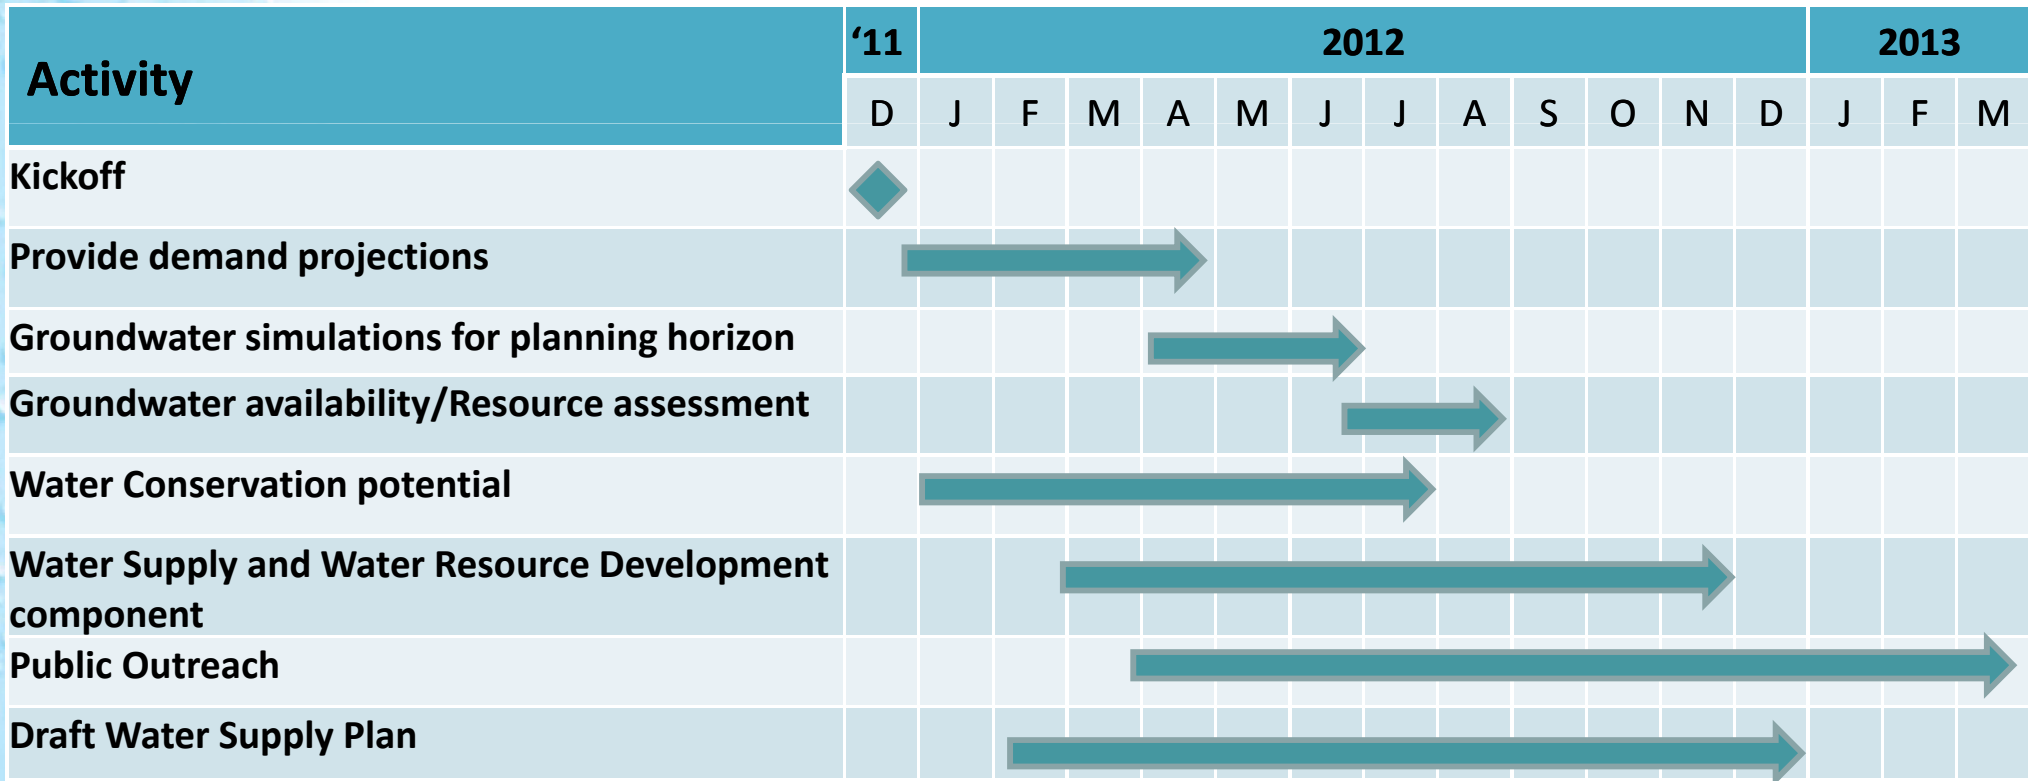 Activity
‘11 2012 2013
D J F M A M J J A S O N D J F M
Kickoff
Provide demand projections
Groundwater simulations for planning horizon
Groundwater availability/Resource assessment
Water Conservation potential
Water Supply and Water Resource Development
component
Public Outreach
Draft Water Supply Plan